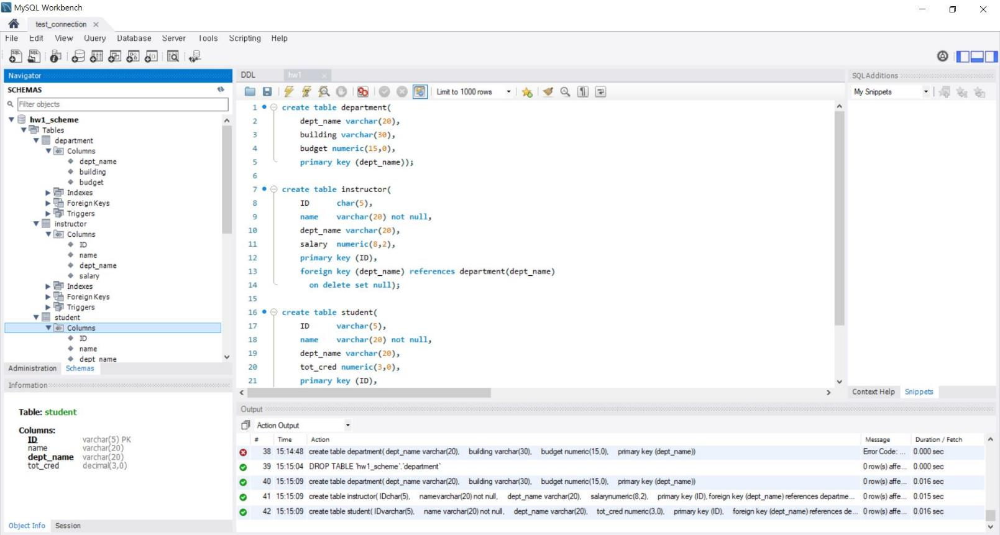 MySQL Workbench
test_connection
File Edit View Query Database Server Tools Scripting Help
Navigator
SCHEMAS
Filter objects
hw1_scheme
Tables
department
Columns
dept_name
building
budget
Indexes
Foreign Keys
Triggers
instructor
Columns
ID
name
dept_name
salary
Indexes
Foreign Keys
Triggers
student
Columns
ID
name
dept_name
Administration Schemas
Information
Table: student
Columns:
ID varchar(5) PK
name varchar(20)
dept_name varchar(20)
tot_cred decimal(3,0)
Object Info Session
DDL hw1
Limit to 1000 rows
1 create table department(
2 dept_name varchar(20),
3 building varchar(30),
4 budget numeric(15,0),
5 primary key (dept_name));
6
7 create table instructor(
8 ID char(5),
9 name varchar(20) not null,
10 dept_name varchar(20),
11 salary numeric(8,2),
12 primary key (ID),
13 foreign key (dept_name) references department(dept_name)
14 on delete set null);
15
16 create table student(
17 ID varchar(5),
18 name varchar(20) not null,
19 dept_name varchar(20),
20 tot_cred numeric(3,0),
21 primary key (ID),
SQLAdditions
My Snippets
Context Help Snippets
Output
Action Output
# Time Action Message Duration / Fetch
38 15:14:48 create table department( dept_name varchar(20), building varchar(30), budget numeric(15,0), primary key (dept_name)) Error Code: ... 0.000 sec
39 15:15:04 DROP TABLE `hw1_scheme`.`department` 0 row(s) affe... 0.000 sec
40 15:15:09 create table department( dept_name varchar(20), building varchar(30), budget numeric(15,0), primary key (dept_name)) 0 row(s) affe... 0.016 sec
41 15:15:09 create table instructor( IDchar(5), namevarchar(20) not null, dept_name varchar(20), salarynumeric(8,2), primary key (ID), foreign key (dept_name) references departme... 0 row(s) affe... 0.015 sec
42 15:15:09 create table student( IDvarchar(5), name varchar(20) not null, dept_name varchar(20), tot_cred numeric(3,0), primary key (ID), foreign key (dept_name) references de... 0 row(s) affe... 0.016 sec